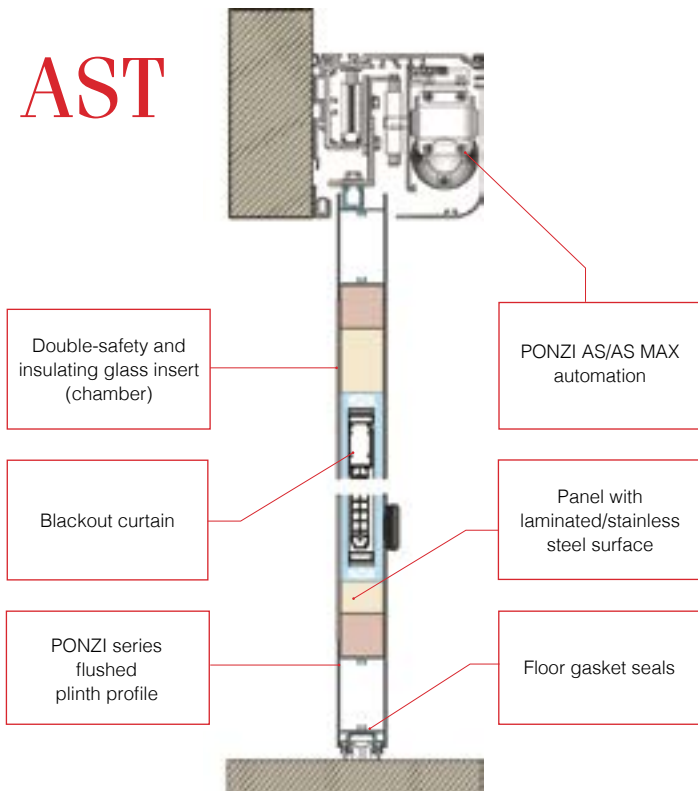 AST
Double-safety and
insulating glass insert
(chamber)
Blackout curtain
PONZI series
flushed
plinth profile
PONZI AS/AS MAX
automation
Panel with
laminated/stainless
steel surface
Floor gasket seals